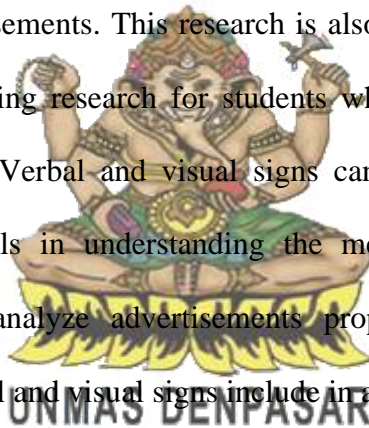 sements. This research is also
ing research for students wh
Verbal and visual signs can
ls in understanding the me
analyze advertisements prop
l and visual signs include in a
UNMAS DENPASAR